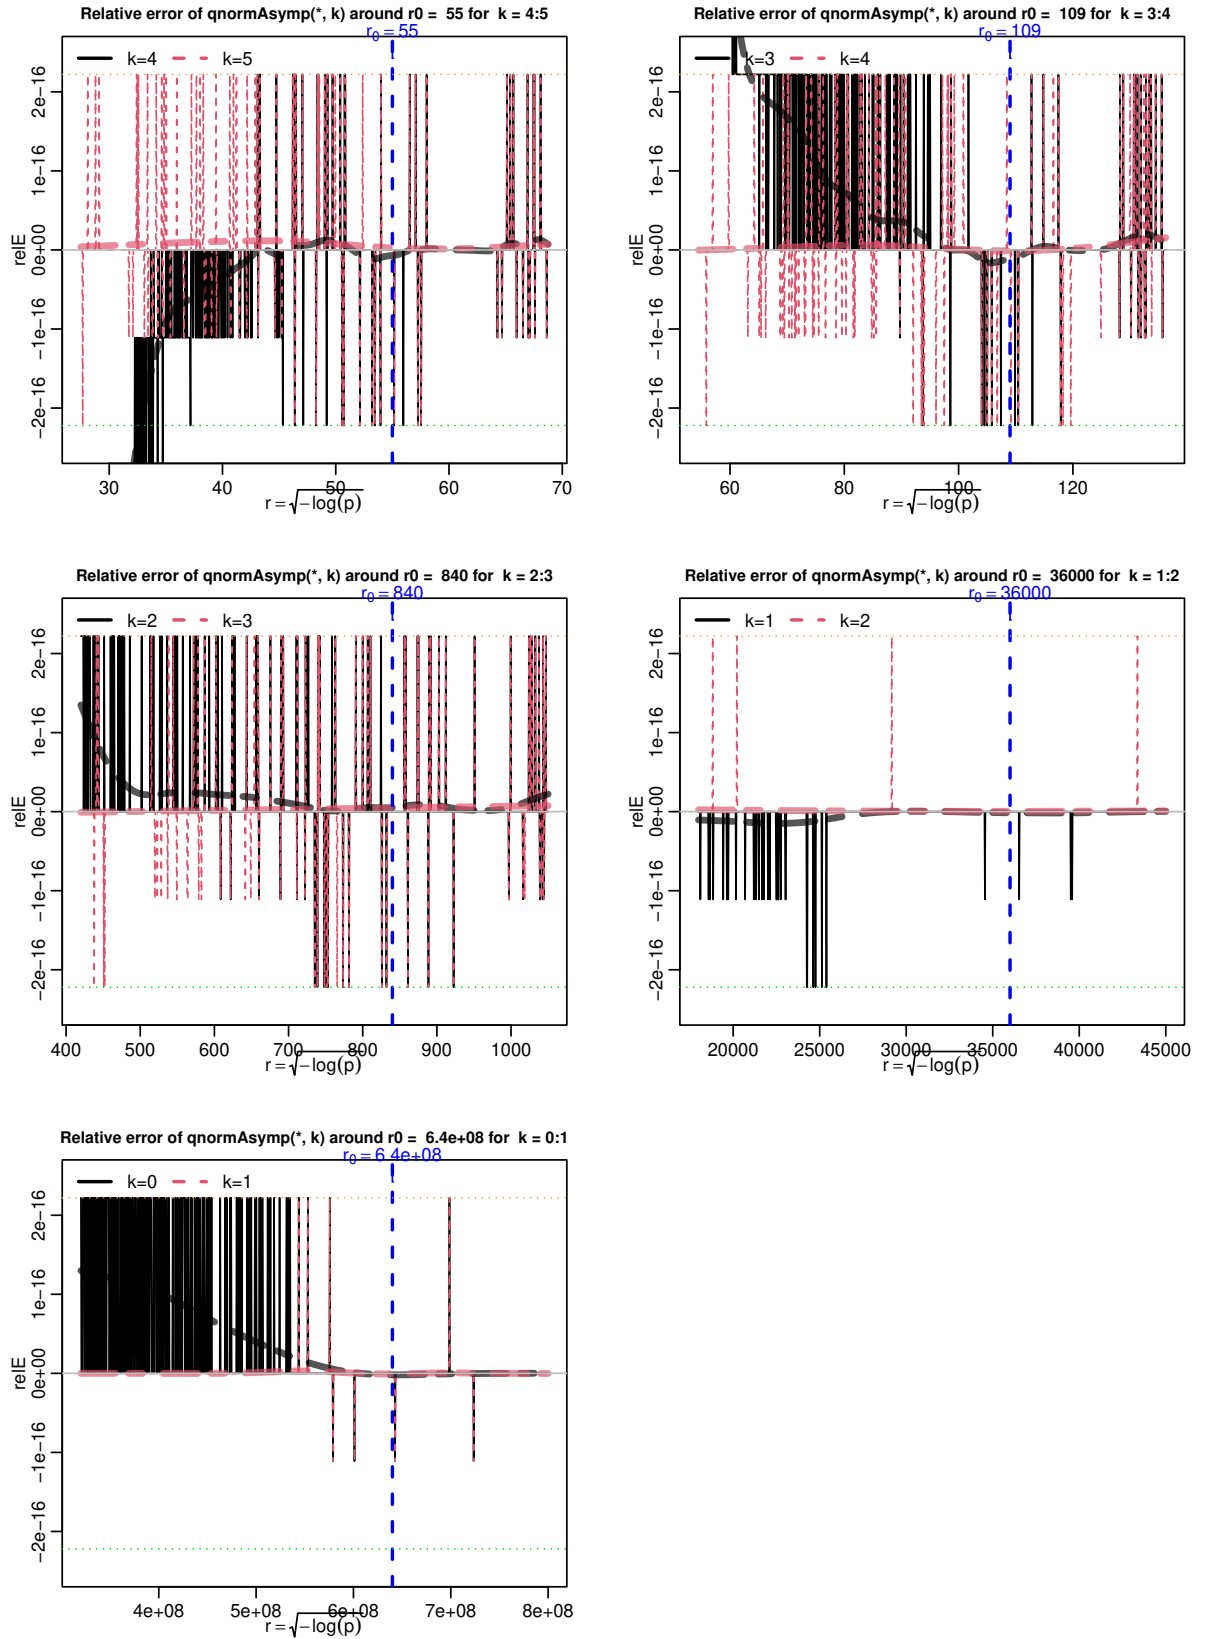 Relative error of qnormAsymp(*, k) around r0 = 55 for k = 4:5
r0 = 55
k=4 k=5
relE
−2e−16 −1e−16 0e+00 1e−16 2e−16
30 40 50 60 70
r = √−log(p)
Relative error of qnormAsymp(*, k) around r0 = 109 for k = 3:4
r0 = 109
k=3 k=4
relE
−2e−16 −1e−16 0e+00 1e−16 2e−16
60 80 100 120
r = √−log(p)
Relative error of qnormAsymp(*, k) around r0 = 840 for k = 2:3
r0 = 840
k=2 k=3
relE
−2e−16 −1e−16 0e+00 1e−16 2e−16
400 500 600 700 800 900 1000
r = √−log(p)
Relative error of qnormAsymp(*, k) around r0 = 36000 for k = 1:2
r0 = 36000
k=1 k=2
relE
−2e−16 −1e−16 0e+00 1e−16 2e−16
20000 25000 30000 35000 40000 45000
r = √−log(p)
Relative error of qnormAsymp(*, k) around r0 = 6.4e+08 for k = 0:1
r0 = 6.4e+08
k=0 k=1
relE
−2e−16 −1e−16 0e+00 1e−16 2e−16
4e+08 5e+08 6e+08 7e+08 8e+08
r = √−log(p)